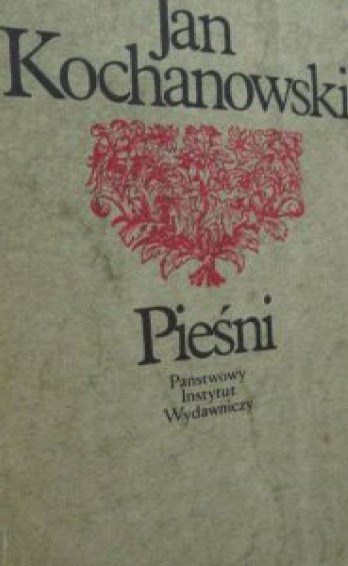 Jan
Kochanowski
Pieśni
Państwowy
Instytut
Wydawniczy